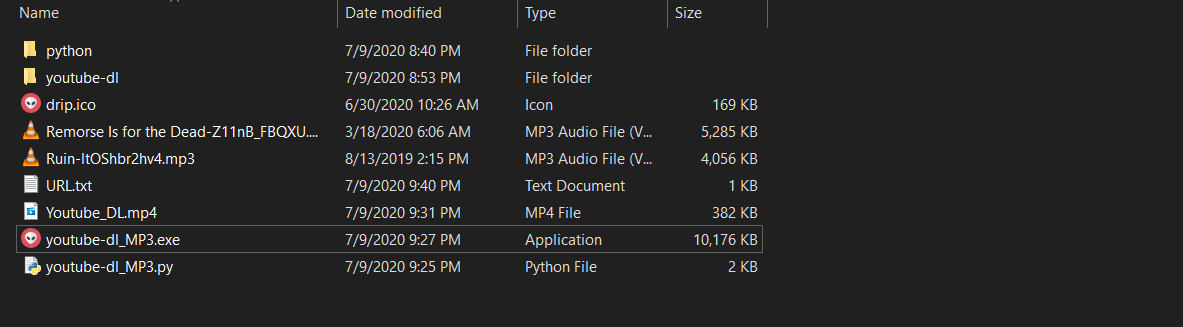 Name Date modified Type Size
python 7/9/2020 8:40 PM File folder
youtube-dl 7/9/2020 8:53 PM File folder
drip.ico 6/30/2020 10:26 AM Icon 169 KB
Remorse Is for the Dead-Z11nB_FBQXU.... 3/18/2020 6:06 AM MP3 Audio File (V... 5,285 KB
Ruin-ItOShbr2hv4.mp3 8/13/2019 2:15 PM MP3 Audio File (V... 4,056 KB
URL.txt 7/9/2020 9:40 PM Text Document 1 KB
Youtube_DL.mp4 7/9/2020 9:31 PM MP4 File 382 KB
youtube-dl_MP3.exe 7/9/2020 9:27 PM Application 10,176 KB
youtube-dl_MP3.py 7/9/2020 9:25 PM Python File 2 KB